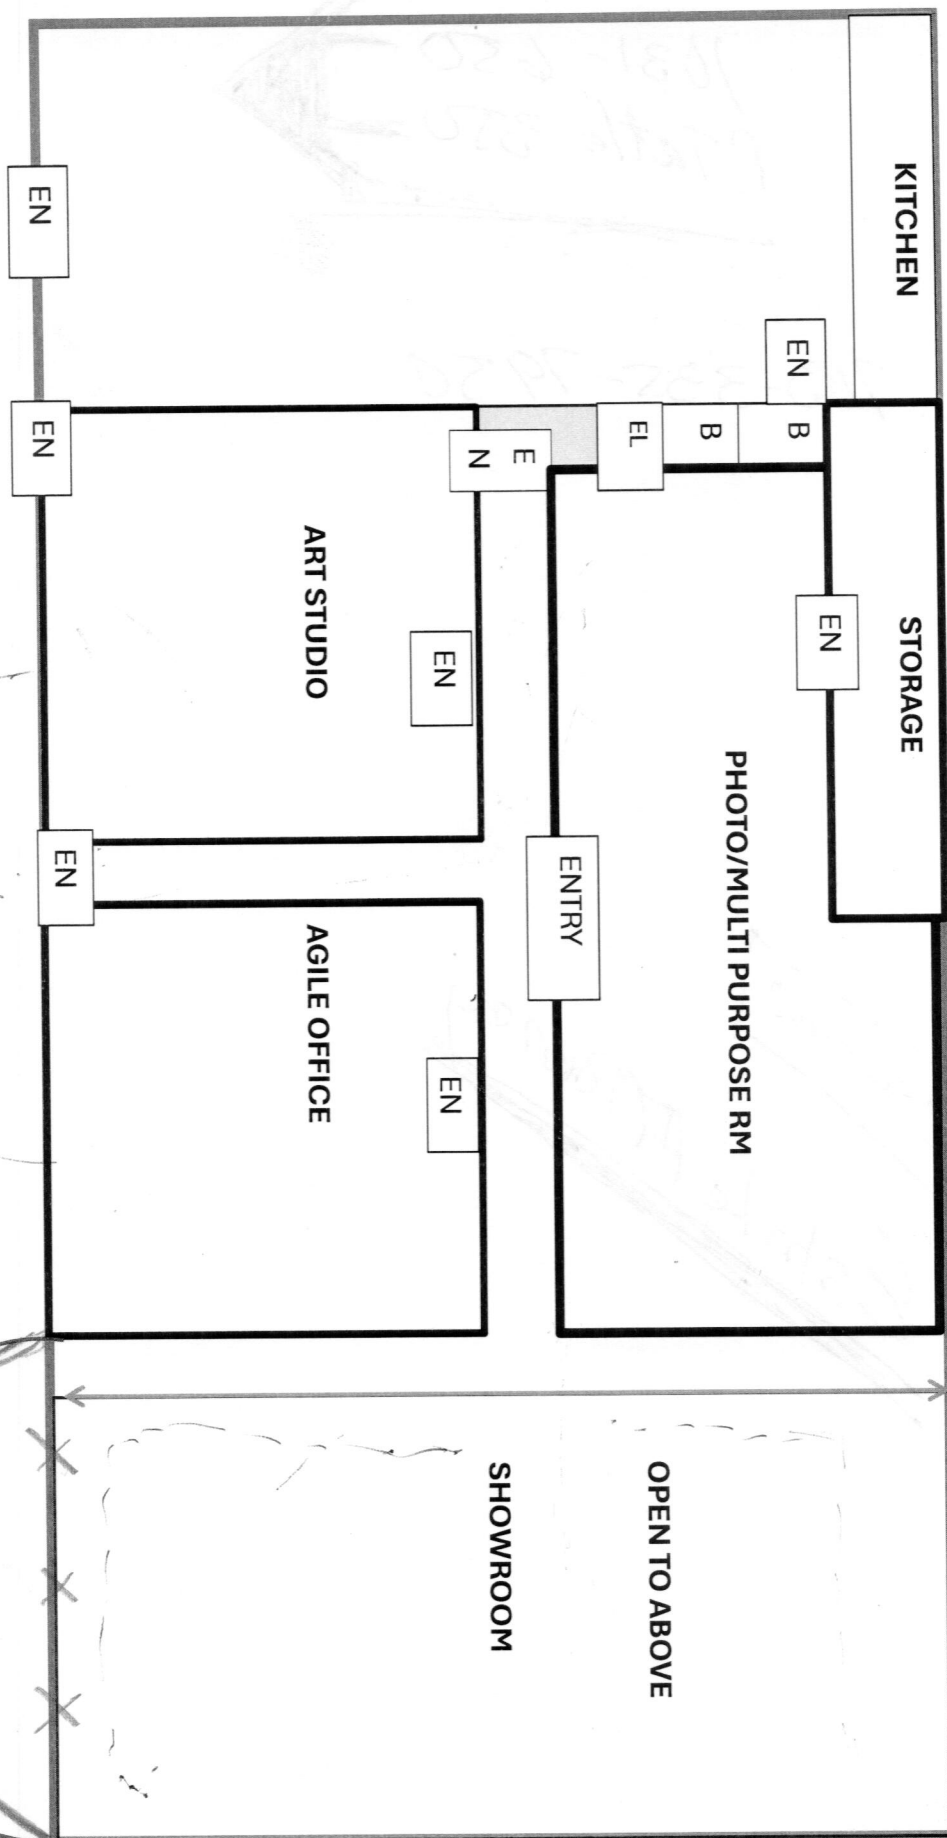 KITCHEN
STORAGE
EN
EN
B
B
PHOTO/MULTI PURPOSE RM
OPEN TO ABOVE
EL
ENTRY
SHOWROOM
E
N
EN
EN
ART STUDIO
AGILE OFFICE
EN
EN
EN